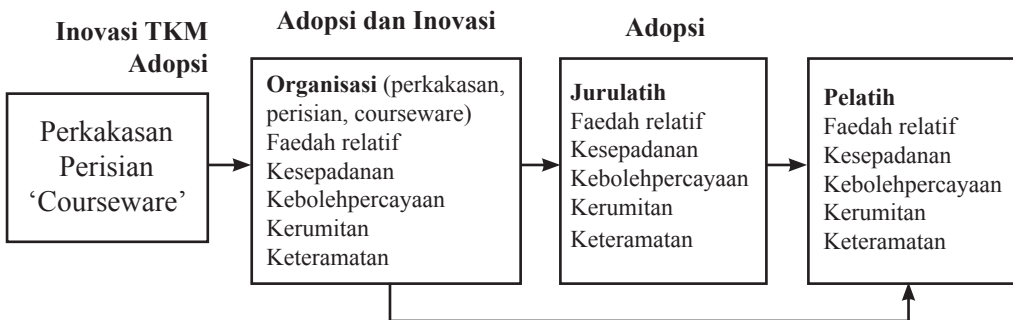 Inovasi TKM
Adopsi
Perkakasan
Perisian
‘Courseware’
Adopsi dan Inovasi
Organisasi (perkakasan,
perisian, courseware)
Faedah relatif
Kesepadanan
Kebolehpercayaan
Kerumitan
Keteramatan
Adopsi
Jurulatih
Faedah relatif
Kesepadanan
Kebolehpercayaan
Kerumitan
Keteramatan
Pelatih
Faedah relatif
Kesepadanan
Kebolehpercayaan
Kerumitan
Keteramatan